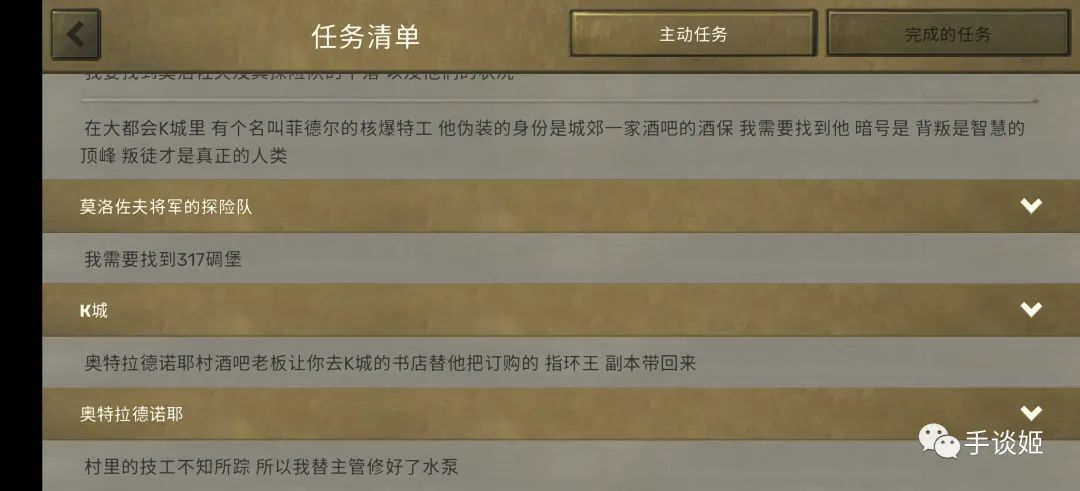 任务清单
主动任务
完成的任务
在大都会K城里 有个名叫菲德尔的核爆特工 他伪装的身份是城郊一家酒吧的酒保 我需要找到他 暗号是 背叛是智慧的
顶峰 叛徒才是真正的人类
莫洛佐夫将军的探险队
我需要找到317碉堡
K城
奥特拉德诺耶村酒吧老板让你去K城的书店替他把订购的 指环王 副本带回来
奥特拉德诺耶
手谈姬
村里的技工不知所踪 所以我替主管修好了水泵